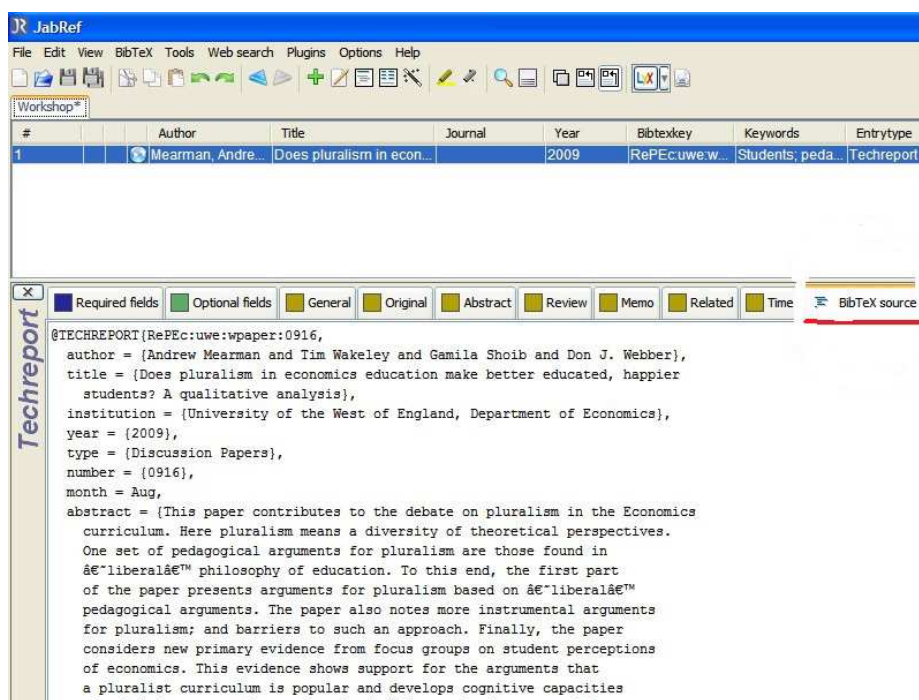 JabRef
File Edit View BibTeX Tools Web search Plugins Options Help
Workshop*
# Author Title Journal Year Bibtexkey Keywords Entrytype
1 Mearman, Andre... Does pluralism in econ... 2009 RePEc:uwe:w... Students; peda... Techreport
Required fields Optional fields General Original Abstract Review Memo Related Time BibTeX source
Techreport
@TECHREPORT{RePEc:uwe:wpaper:0916,
author = {Andrew Mearman and Tim Wakeley and Gamila Shoib and Don J. Webber},
title = {Does pluralism in economics education make better educated, happier
students? A qualitative analysis},
institution = {University of the West of England, Department of Economics},
year = {2009},
type = {Discussion Papers},
number = {0916},
month = Aug,
abstract = {This paper contributes to the debate on pluralism in the Economics
curriculum. Here pluralism means a diversity of theoretical perspectives.
One set of pedagogical arguments for pluralism are those found in
â€˜liberalâ€™ philosophy of education. To this end, the first part
of the paper presents arguments for pluralism based on â€˜liberalâ€™
pedagogical arguments. The paper also notes more instrumental arguments
for pluralism; and barriers to such an approach. Finally, the paper
considers new primary evidence from focus groups on student perceptions
of economics. This evidence shows support for the arguments that
a pluralist curriculum is popular and develops cognitive capacities